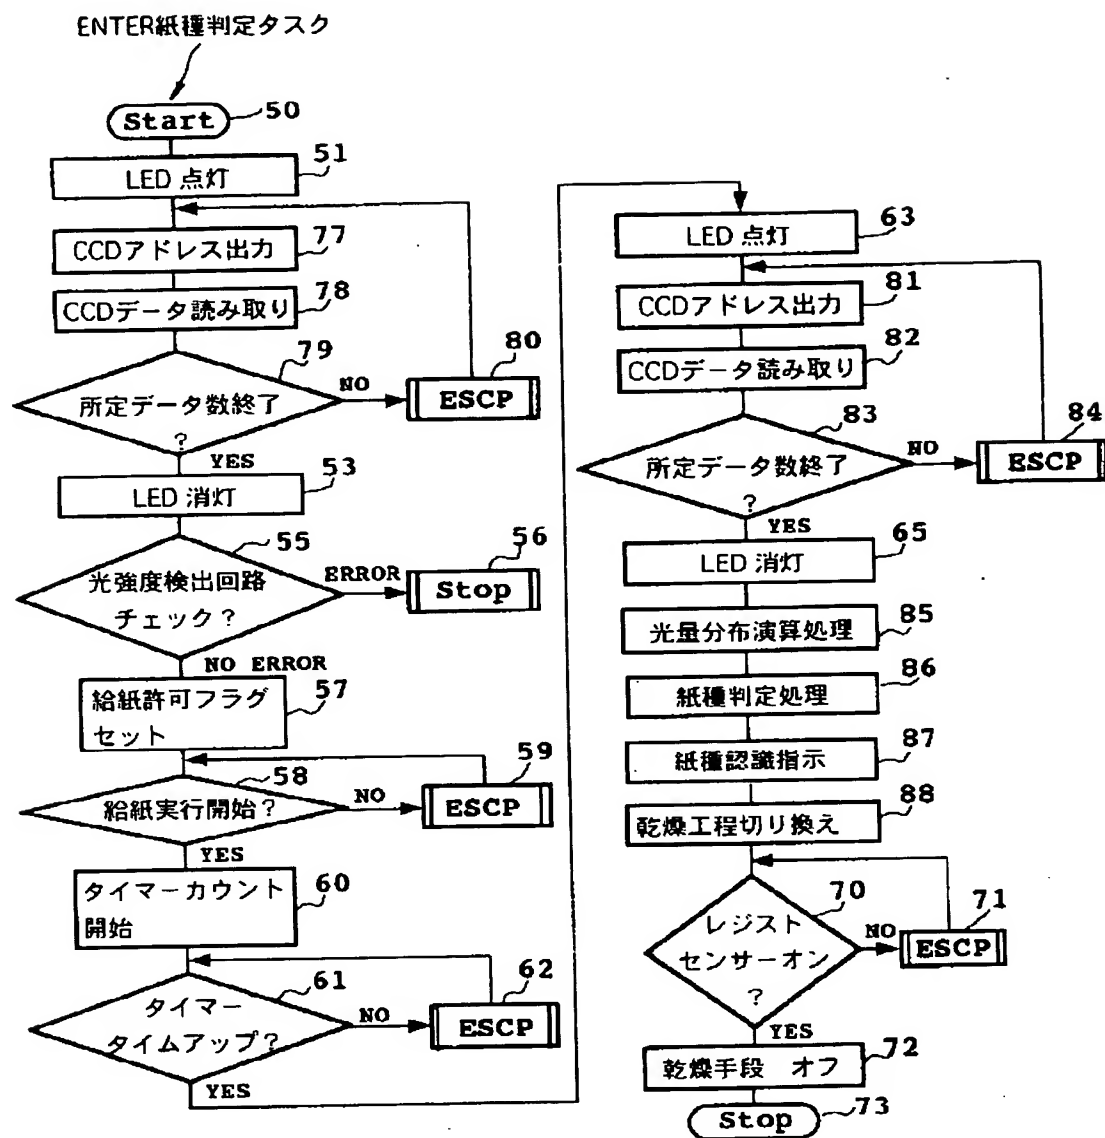 ENTER紙種判定タスク
Start
50
LED 点灯
51
CCDアドレス出力
77
CCDデータ読み取り
78
所定データ数終了
?
79
NO
ESCP
80
YES
LED 消灯
53
光強度検出回路
チェック?
55
ERROR
Stop
56
NO ERROR
給紙許可フラグ
セット
57
給紙実行開始?
58
NO
ESCP
59
YES
タイマーカウント
開始
60
タイマー
タイムアップ?
61
NO
ESCP
62
YES
LED 点灯
63
CCDアドレス出力
81
CCDデータ読み取り
82
所定データ数終了
?
83
NO
ESCP
84
YES
LED 消灯
65
光量分布演算処理
85
紙種判定処理
86
紙種認識指示
87
乾燥工程切り換え
88
レジスト
センサーオン
?
70
NO
ESCP
71
YES
乾燥手段 オフ
72
Stop
73